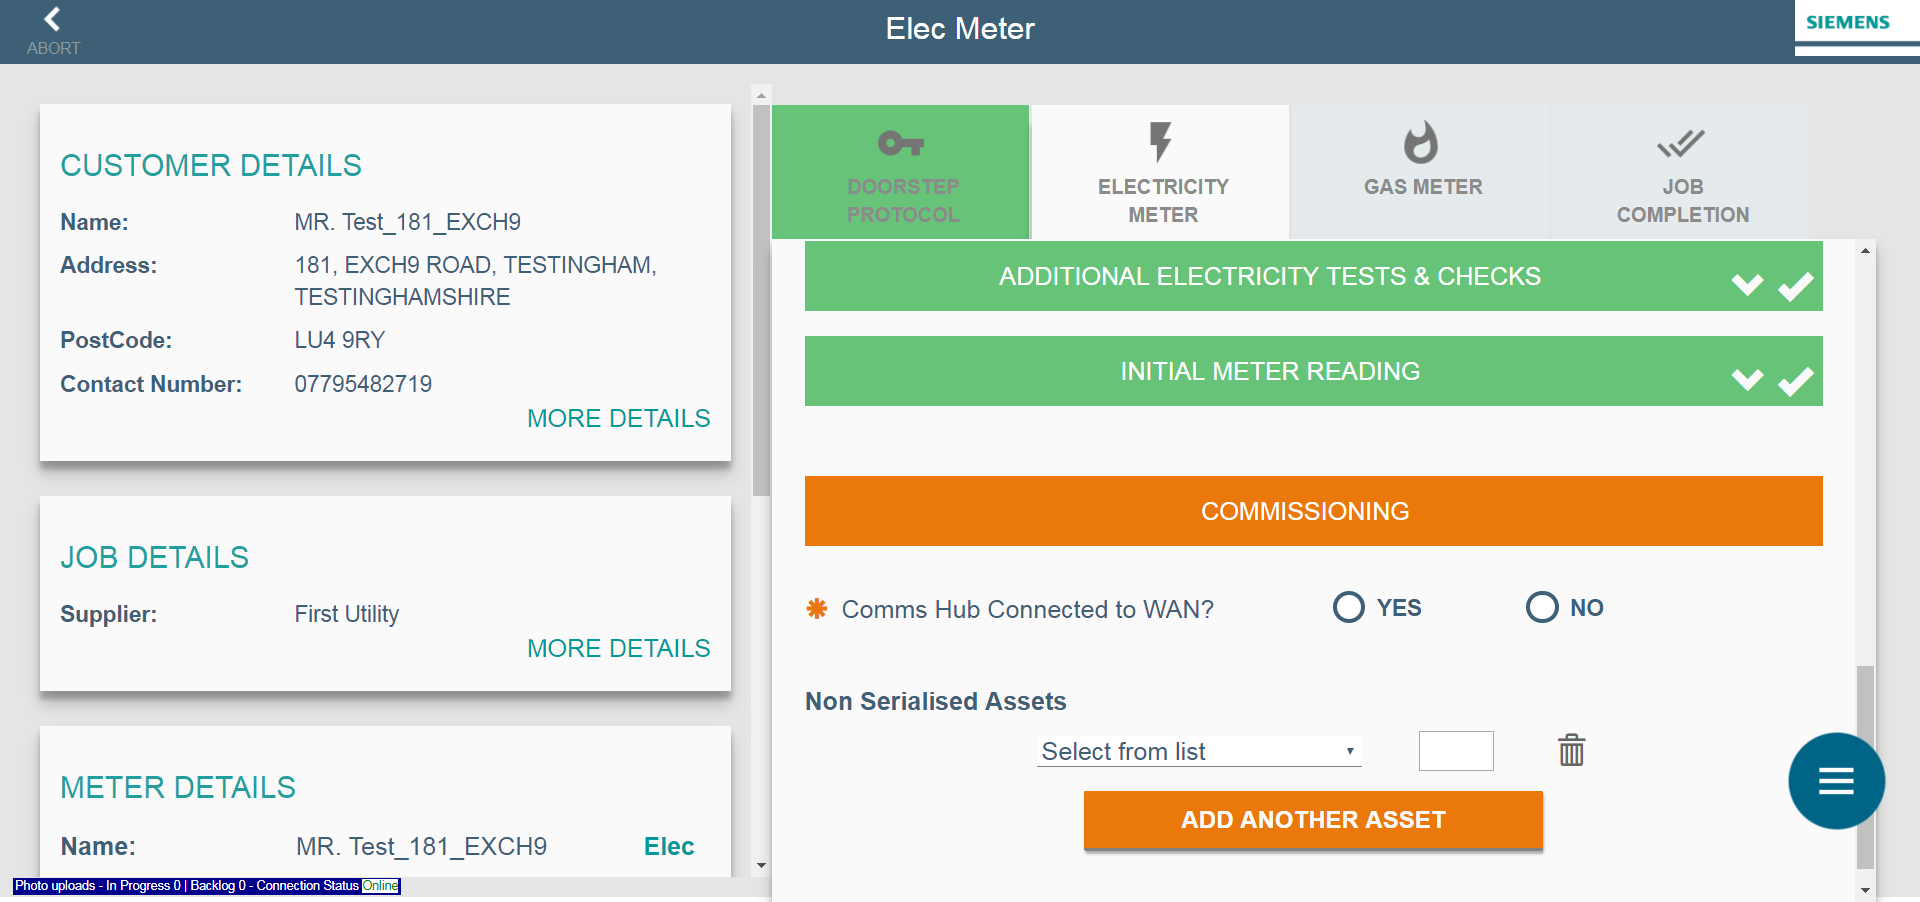 ABORT
Elec Meter
SIEMENS
CUSTOMER DETAILS
Name: MR. Test_181_EXCH9
Address: 181, EXCH9 ROAD, TESTINGHAM,
TESTINGHAMSHIRE
PostCode: LU4 9RY
Contact Number: 07795482719
MORE DETAILS
JOB DETAILS
Supplier: First Utility
MORE DETAILS
METER DETAILS
Name: MR. Test_181_EXCH9 Elec
Photo uploads - In Progress 0 | Backlog 0 - Connection Status Online
DOORSTEP
PROTOCOL
ELECTRICITY
METER
GAS METER
JOB
COMPLETION
ADDITIONAL ELECTRICITY TESTS & CHECKS
INITIAL METER READING
COMMISSIONING
* Comms Hub Connected to WAN? YES NO
Non Serialised Assets
Select from list
ADD ANOTHER ASSET